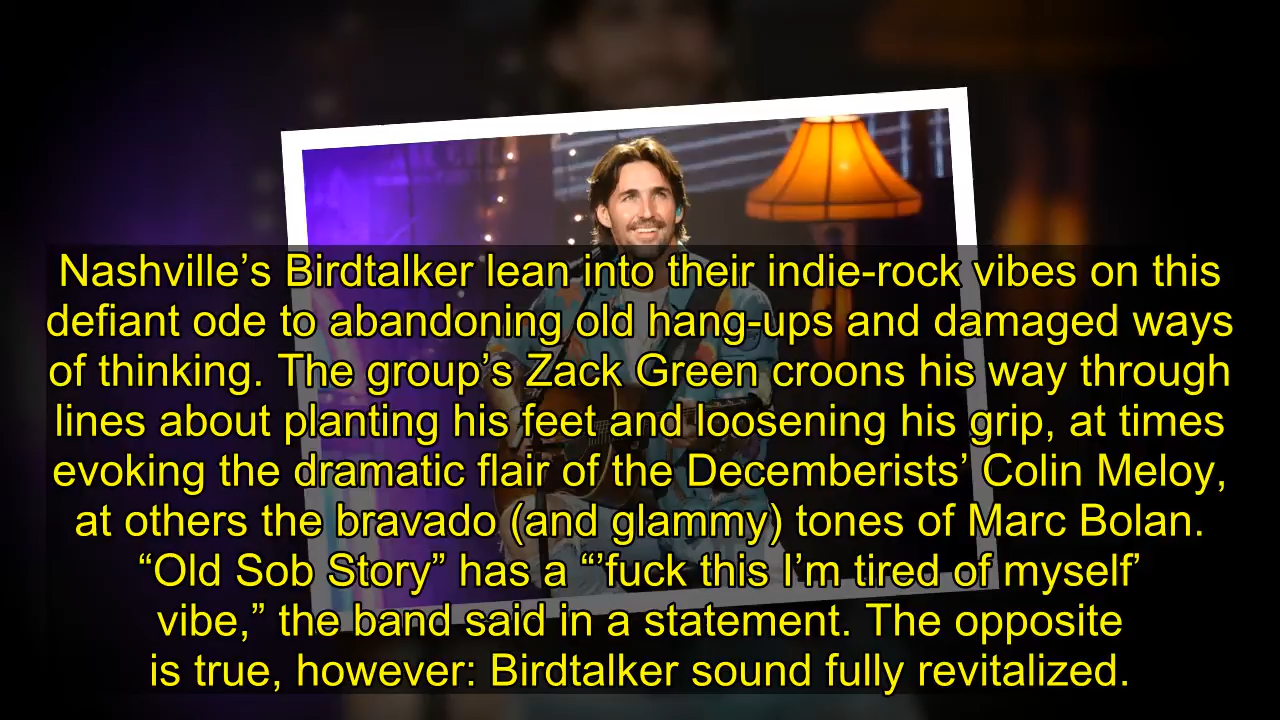 Nashville’s Birdtalker lean into their indie-rock vibes on this
defiant ode to abandoning old hang-ups and damaged ways
of thinking. The group’s Zack Green croons his way through
lines about planting his feet and loosening his grip, at times
evoking the dramatic flair of the Decemberists’ Colin Meloy,
at others the bravado (and glammy) tones of Marc Bolan.
“Old Sob Story” has a “’fuck this I’m tired of myself’
vibe,” the band said in a statement. The opposite
is true, however: Birdtalker sound fully revitalized.